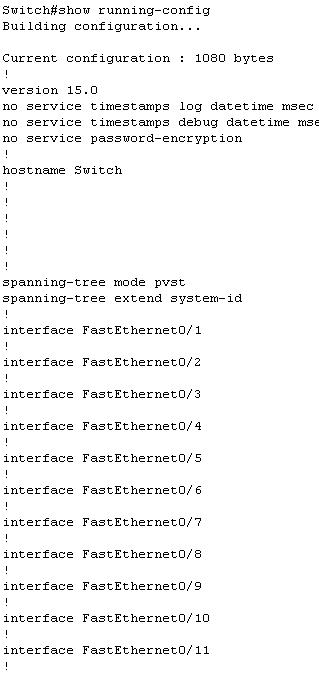 Switch#show running-config
Building configuration...
Current configuration : 1080 bytes
!
version 15.0
no service timestamps log datetime msec
no service timestamps debug datetime mse
no service password-encryption
!
hostname Switch
!
!
!
!
!
!
spanning-tree mode pvst
spanning-tree extend system-id
!
interface FastEthernet0/1
!
interface FastEthernet0/2
!
interface FastEthernet0/3
!
interface FastEthernet0/4
!
interface FastEthernet0/5
!
interface FastEthernet0/6
!
interface FastEthernet0/7
!
interface FastEthernet0/8
!
interface FastEthernet0/9
!
interface FastEthernet0/10
!
interface FastEthernet0/11
!